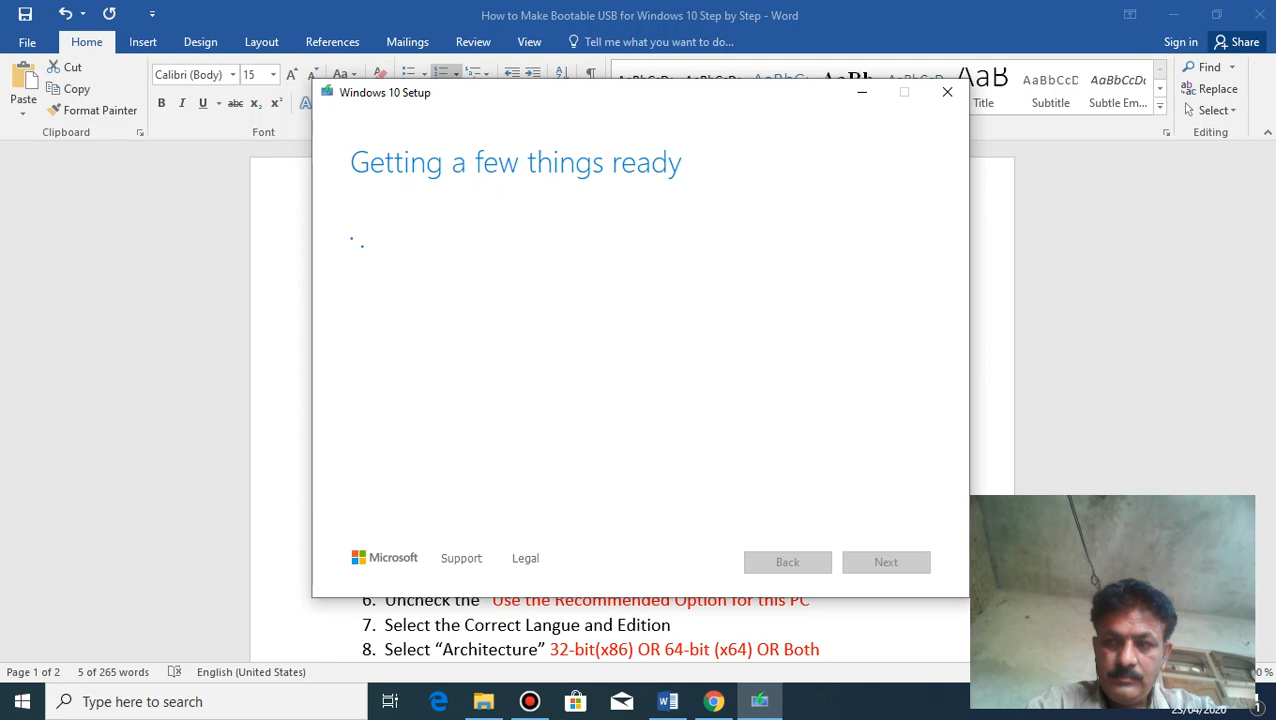 How to Make Bootable USB for Windows 10 Step by Step - Word
File
Home
Insert
Design
Layout
References
Mailings
Review
View
Tell me what you want to do...
Sign in
Share
Paste
Cut
Copy
Format Painter
Clipboard
Calibri (Body)
15
Font
Title
AaBbCcD
Subtitle
AaBbCcDd
Subtle Em...
Find
Replace
Select
Editing
Windows 10 Setup
Getting a few things ready
Microsoft
Support
Legal
Back
Next
6. Uncheck the "Use the Recommended Option for this PC
7. Select the Correct Langue and Edition
8. Select “Architecture” 32-bit(x86) OR 64-bit (x64) OR Both
Page 1 of 2
5 of 265 words
English (United States)
Type here to search
23/04/2020